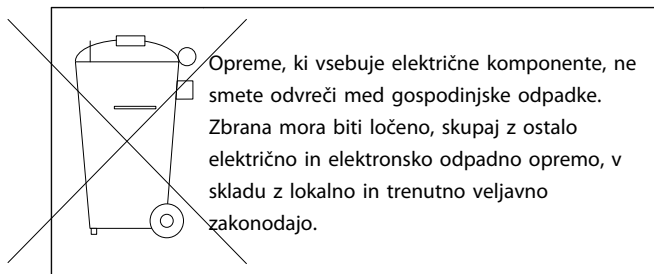 Opreme, ki vsebuje električne komponente, ne
smete odvreči med gospodinjske odpadke.
Zbrana mora biti ločeno, skupaj z ostalo
električno in elektronsko odpadno opremo, v
skladu z lokalno in trenutno veljavno
zakonodajo.